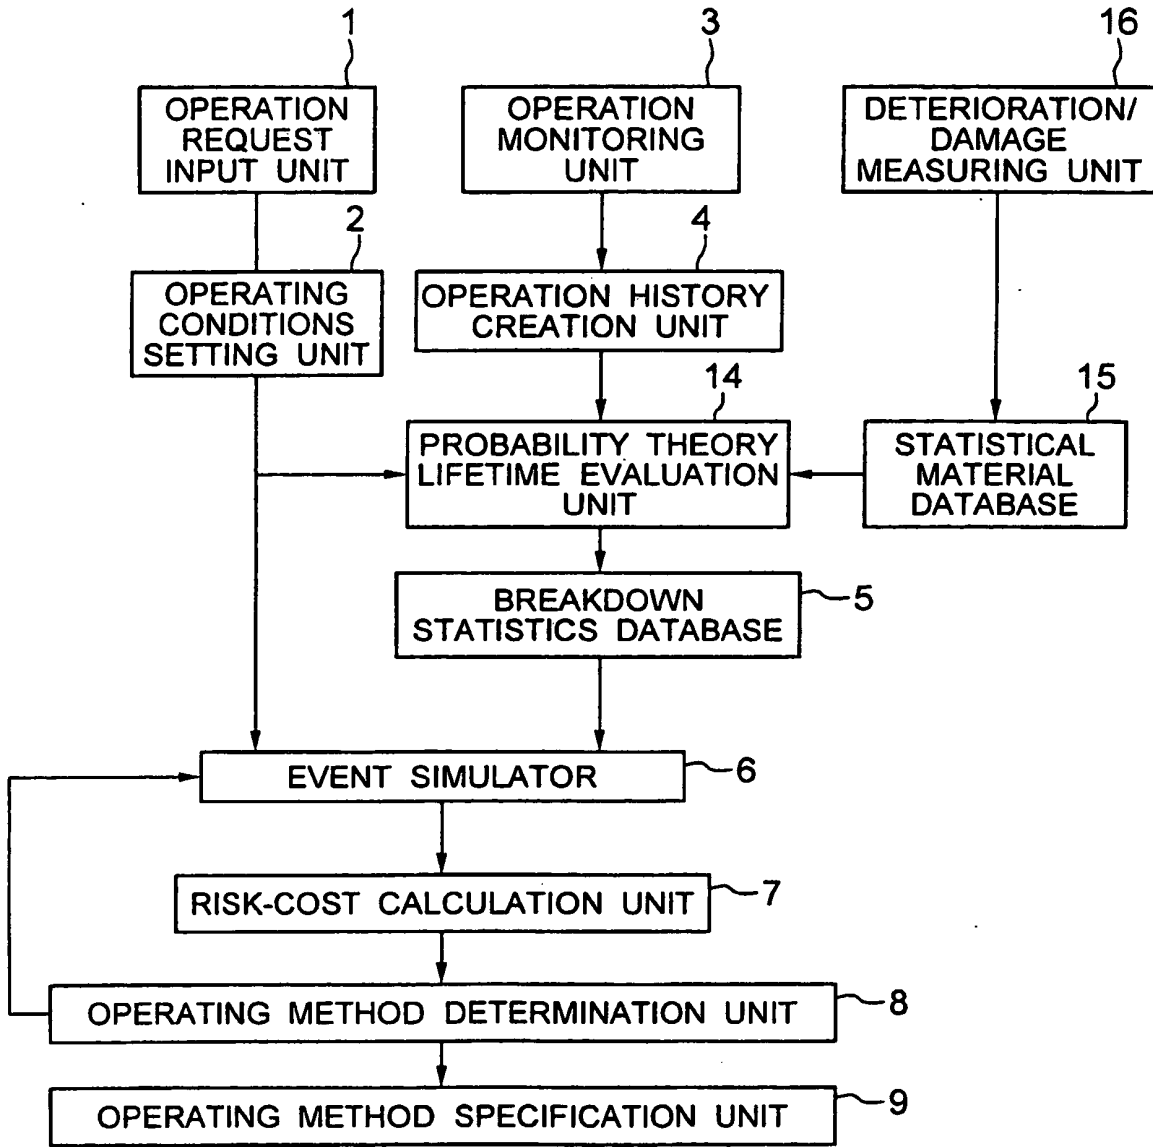 1
3
16
OPERATION
REQUEST
INPUT UNIT
OPERATION
MONITORING
UNIT
DETERIORATION/
DAMAGE
MEASURING UNIT
2
4
OPERATING
CONDITIONS
SETTING UNIT
OPERATION HISTORY
CREATION UNIT
14
15
PROBABILITY THEORY
LIFETIME EVALUATION
UNIT
STATISTICAL
MATERIAL
DATABASE
BREAKDOWN
STATISTICS DATABASE
5
EVENT SIMULATOR
6
RISK-COST CALCULATION UNIT
7
OPERATING METHOD DETERMINATION UNIT
8
OPERATING METHOD SPECIFICATION UNIT
9